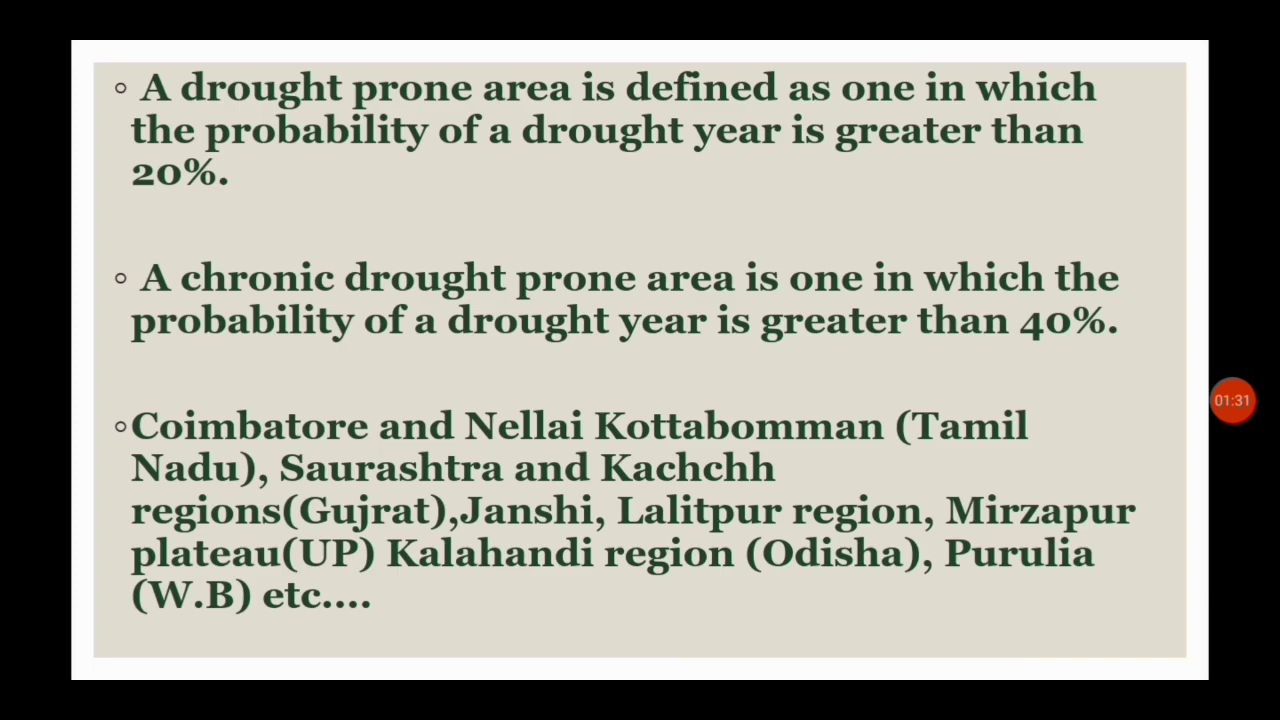 ◦ A drought prone area is defined as one in which
the probability of a drought year is greater than
20%.
◦ A chronic drought prone area is one in which the
probability of a drought year is greater than 40%.
◦Coimbatore and Nellai Kottabomman (Tamil
Nadu), Saurashtra and Kachchh
regions(Gujrat),Janshi, Lalitpur region, Mirzapur
plateau(UP) Kalahandi region (Odisha), Purulia
(W.B) etc....
01:31